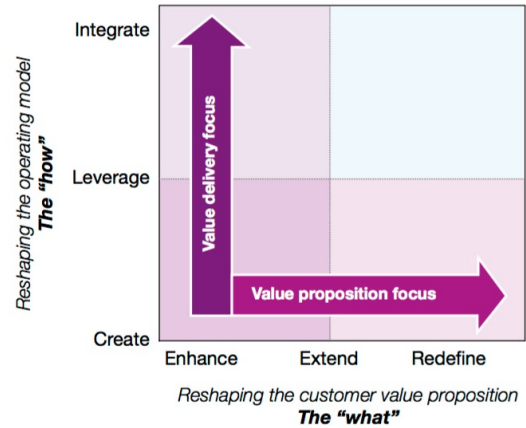 Integrate
Reshaping the operating model
The “how”
Leverage
Value delivery focus
Value proposition focus
Create
Enhance Extend Redefine
Reshaping the customer value proposition
The “what”